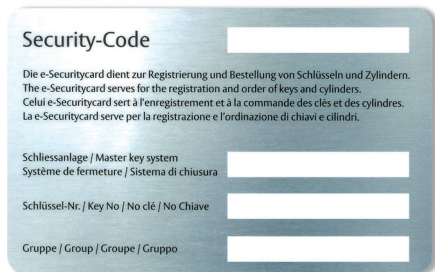 Security-Code
Die e-Securitycard dient zur Registrierung und Bestellung von Schlüsseln und Zylindern.
The e-Securitycard serves for the registration and order of keys and cylinders.
Celui e-Securitycard sert à l'enregistrement et à la commande des clés et des cylindres.
La e-Securitycard serve per la registrazione e l'ordinazione di chiavi e cilindri.
Schliessanlage / Master key system
Système de fermeture / Sistema di chiusura
Schlüssel-Nr. / Key No / No clé / No Chiave
Gruppe / Group / Groupe / Gruppo